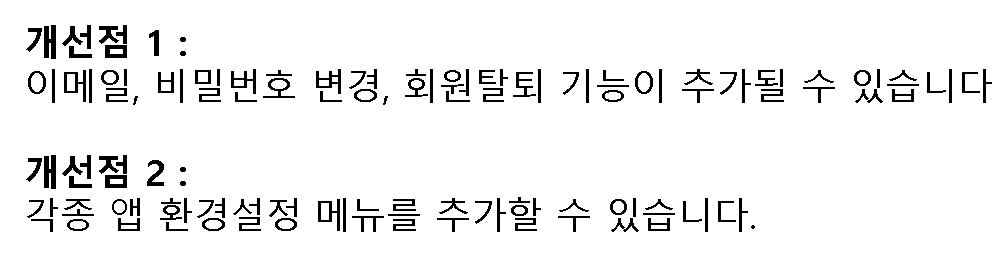 개선점 1 :
이메일, 비밀번호 변경, 회원탈퇴 기능이 추가될 수 있습니다
개선점 2 :
각종 앱 환경설정 메뉴를 추가할 수 있습니다.